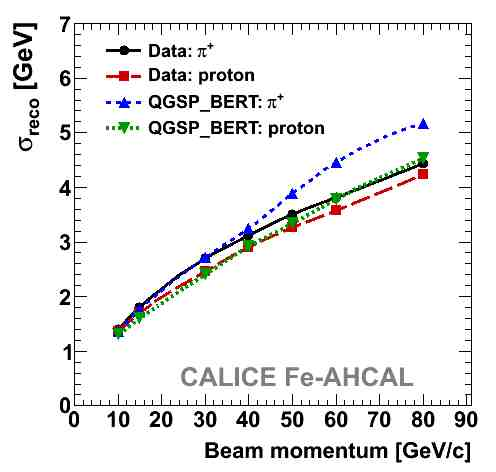 σreco [GeV]
7
6
5
4
3
2
1
0
Data: π+
Data: proton
QGSP_BERT: π+
QGSP_BERT: proton
CALICE Fe-AHCAL
0 10 20 30 40 50 60 70 80 90
Beam momentum [GeV/c]